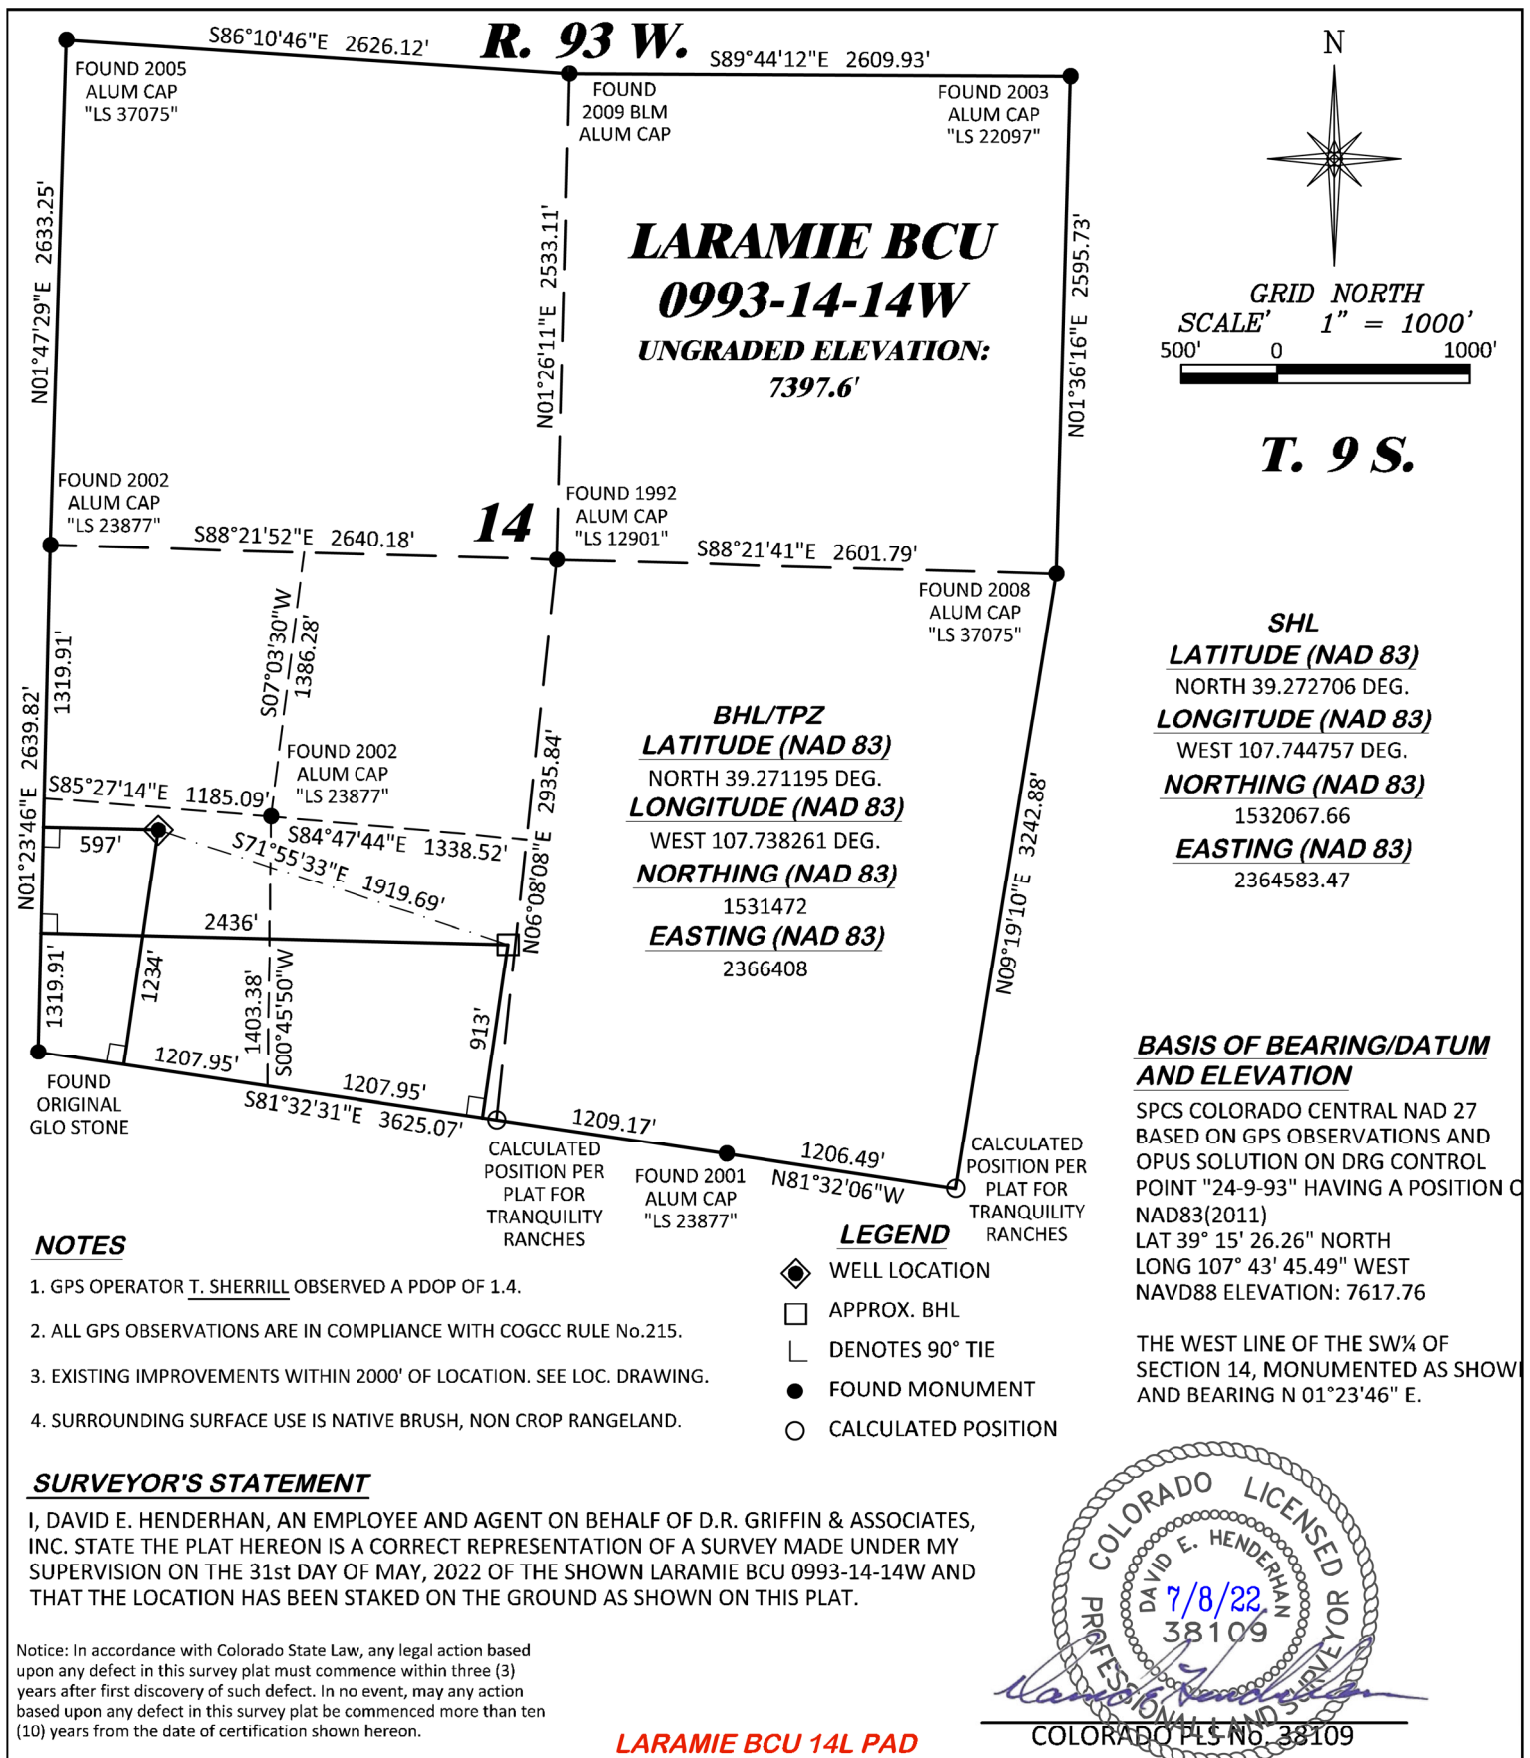 S86°10'46"E 2626.12'
R. 93 W.
S89°44'12"E 2609.93'
N
FOUND 2005
ALUM CAP
"LS 37075"
FOUND
2009 BLM
ALUM CAP
FOUND 2003
ALUM CAP
"LS 22097"
N01°47'29"E 2633.25'
N01°26'11"E 2533.11'
N01°36'16"E 2595.73'
LARAMIE BCU
0993-14-14W
UNGRADED ELEVATION:
7397.6'
GRID NORTH
SCALE' 1" = 1000'
500' 0 1000'
T. 9 S.
FOUND 2002
ALUM CAP
"LS 23877"
14
FOUND 1992
ALUM CAP
"LS 12901"
S88°21'52"E 2640.18'
S88°21'41"E 2601.79'
FOUND 2008
ALUM CAP
"LS 37075"
1319.91'
S07°03'30"W
1386.28'
N01°23'46"E 2639.82'
FOUND 2002
ALUM CAP
"LS 23877"
S85°27'14"E 1185.09'
S84°47'44"E 1338.52'
S71°55'33"E 1919.69'
N06°08'08"E 2935.84'
N09°19'10"E 3242.88'
597'
2436'
1234'
913'
1319.91'
1403.38'
S00°45'50"W
BHL/TPZ
LATITUDE (NAD 83)
NORTH 39.271195 DEG.
LONGITUDE (NAD 83)
WEST 107.738261 DEG.
NORTHING (NAD 83)
1531472
EASTING (NAD 83)
2366408
SHL
LATITUDE (NAD 83)
NORTH 39.272706 DEG.
LONGITUDE (NAD 83)
WEST 107.744757 DEG.
NORTHING (NAD 83)
1532067.66
EASTING (NAD 83)
2364583.47
FOUND
ORIGINAL
GLO STONE
1207.95'
1207.95'
S81°32'31"E 3625.07'
1209.17'
1206.49'
N81°32'06"W
CALCULATED
POSITION PER
PLAT FOR
TRANQUILITY
RANCHES
FOUND 2001
ALUM CAP
"LS 23877"
CALCULATED
POSITION PER
PLAT FOR
TRANQUILITY
RANCHES
BASIS OF BEARING/DATUM
AND ELEVATION
SPCS COLORADO CENTRAL NAD 27
BASED ON GPS OBSERVATIONS AND
OPUS SOLUTION ON DRG CONTROL
POINT "24-9-93" HAVING A POSITION
NAD83(2011)
LAT 39° 15' 26.26" NORTH
LONG 107° 43' 45.49" WEST
NAVD88 ELEVATION: 7617.76
THE WEST LINE OF THE SW¼ OF
SECTION 14, MONUMENTED AS SHOW
AND BEARING N 01°23'46" E.
NOTES
1. GPS OPERATOR T. SHERRILL OBSERVED A PDOP OF 1.4.
2. ALL GPS OBSERVATIONS ARE IN COMPLIANCE WITH COGCC RULE No.215.
3. EXISTING IMPROVEMENTS WITHIN 2000' OF LOCATION. SEE LOC. DRAWING.
4. SURROUNDING SURFACE USE IS NATIVE BRUSH, NON CROP RANGELAND.
LEGEND
WELL LOCATION
APPROX. BHL
DENOTES 90° TIE
FOUND MONUMENT
CALCULATED POSITION
SURVEYOR'S STATEMENT
I, DAVID E. HENDERHAN, AN EMPLOYEE AND AGENT ON BEHALF OF D.R. GRIFFIN & ASSOCIATES,
INC. STATE THE PLAT HEREON IS A CORRECT REPRESENTATION OF A SURVEY MADE UNDER MY
SUPERVISION ON THE 31st DAY OF MAY, 2022 OF THE SHOWN LARAMIE BCU 0993-14-14W AND
THAT THE LOCATION HAS BEEN STAKED ON THE GROUND AS SHOWN ON THIS PLAT.
Notice: In accordance with Colorado State Law, any legal action based
upon any defect in this survey plat must commence within three (3)
years after first discovery of such defect. In no event, may any action
based upon any defect in this survey plat be commenced more than ten
(10) years from the date of certification shown hereon.
LARAMIE BCU 14L PAD
COLORADO LICENSED
PROFESSIONAL LAND SURVEYOR
DAVID E. HENDERHAN
7/8/22
38109
David E Henderhan
COLORADO PLS No. 38109